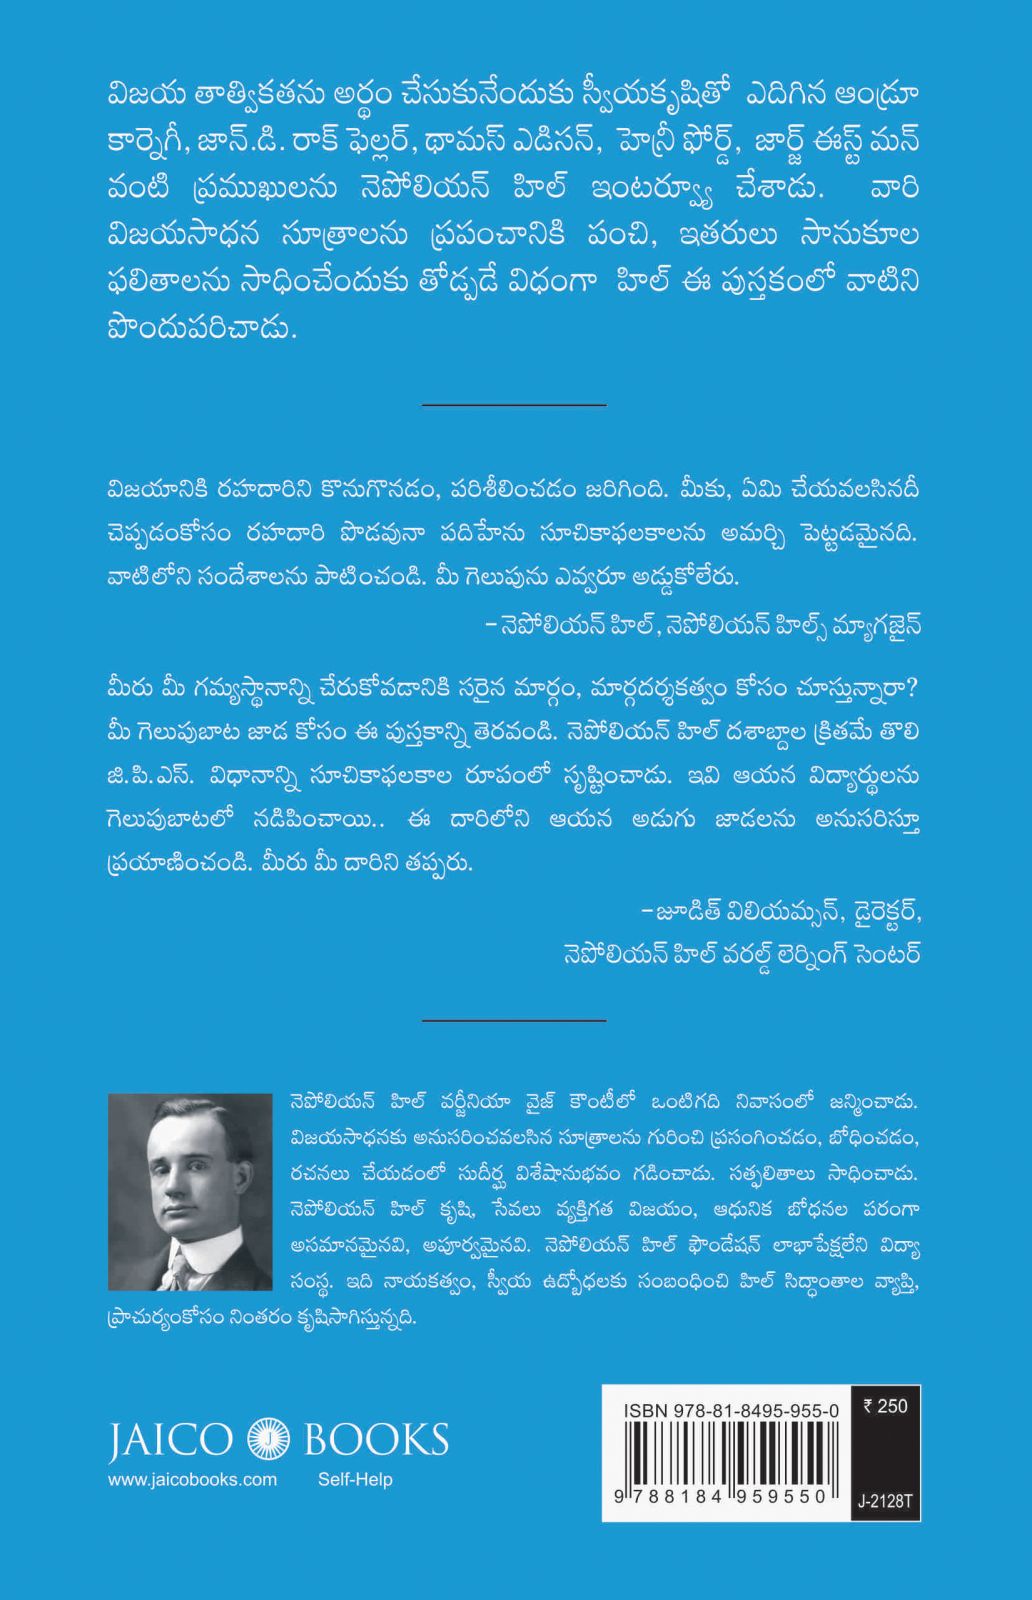 విజయ తాత్వికతను అర్థం చేసుకునేందుకు స్వీయకృషితో ఎదిగిన ఆండ్రూ
కార్నెగీ, జాన్.డి. రాక్ ఫెల్లర్, థామస్ ఎడిసన్, హెన్రీ ఫోర్డ్, జార్జ్ ఈస్ట్ మన్
వంటి ప్రముఖులను నెపోలియన్ హిల్ ఇంటర్వ్యూ చేశాడు. వారి
విజయసాధన సూత్రాలను ప్రపంచానికి పంచి, ఇతరులు సానుకూల
ఫలితాలను సాధించేందుకు తోడ్పడే విధంగా హిల్ ఈ పుస్తకంలో వాటిని
పొందుపరిచాడు.
విజయానికి రహదారిని కొనుగొనడం, పరిశీలించడం జరిగింది. మీకు, ఏమి చేయవలసినదీ
చెప్పడంకోసం రహదారి పొడవునా పదిహేను సూచికాఫలకాలను అమర్చి పెట్టడమైనది.
వాటిలోని సందేశాలను పాటించండి. మీ గెలుపును ఎవ్వరూ అడ్డుకోలేరు.
–నెపోలియన్ హిల్, నెపోలియన్ హిల్స్ మ్యాగజైన్
మీరు మీ గమ్యస్థానాన్ని చేరుకోవడానికి సరైన మార్గం, మార్గదర్శకత్వం కోసం చూస్తున్నారా?
మీ గెలుపుబాట జాడ కోసం ఈ పుస్తకాన్ని తెరవండి. నెపోలియన్ హిల్ దశాబ్దాల క్రితమే తొలి
జి.పి.ఎస్. విధానాన్ని సూచికాఫలకాల రూపంలో సృష్టించాడు. ఇవి ఆయన విద్యార్థులను
గెలుపుబాటలో నడిపించాయి.. ఈ దారిలోని ఆయన అడుగు జాడలను అనుసరిస్తూ
ప్రయాణించండి. మీరు మీ దారిని తప్పరు.
–జూడిత్ విలియమ్సన్, డైరెక్టర్,
నెపోలియన్ హిల్ వరల్డ్ లెర్నింగ్ సెంటర్
నెపోలియన్ హిల్ వర్జీనియా వైజ్ కౌంటీలో ఒంటిగది నివాసంలో జన్మించాడు.
విజయసాధనకు అనుసరించవలసిన సూత్రాలను గురించి ప్రసంగించడం, బోధించడం,
రచనలు చేయడంలో సుదీర్ఘ విశేషానుభవం గడించాడు. సత్ఫలితాలు సాధించాడు.
నెపోలియన్ హిల్ కృషి, సేవలు వ్యక్తిగత విజయం, ఆధునిక బోధనల పరంగా
అసమానమైనవి, అపూర్వమైనవి. నెపోలియన్ హిల్ ఫౌండేషన్ లాభాపేక్షలేని విద్యా
సంస్థ. ఇది నాయకత్వం, స్వీయ ఉద్బోధలకు సంబంధించి హిల్ సిద్ధాంతాల వ్యాప్తి,
ప్రాచుర్యంకోసం నింతరం కృషిసాగిస్తున్నది.
JAICO J BOOKS
www.jaicobooks.com Self-Help
ISBN 978-81-8495-955-0
9 788184 959550
₹ 250
J-2128T